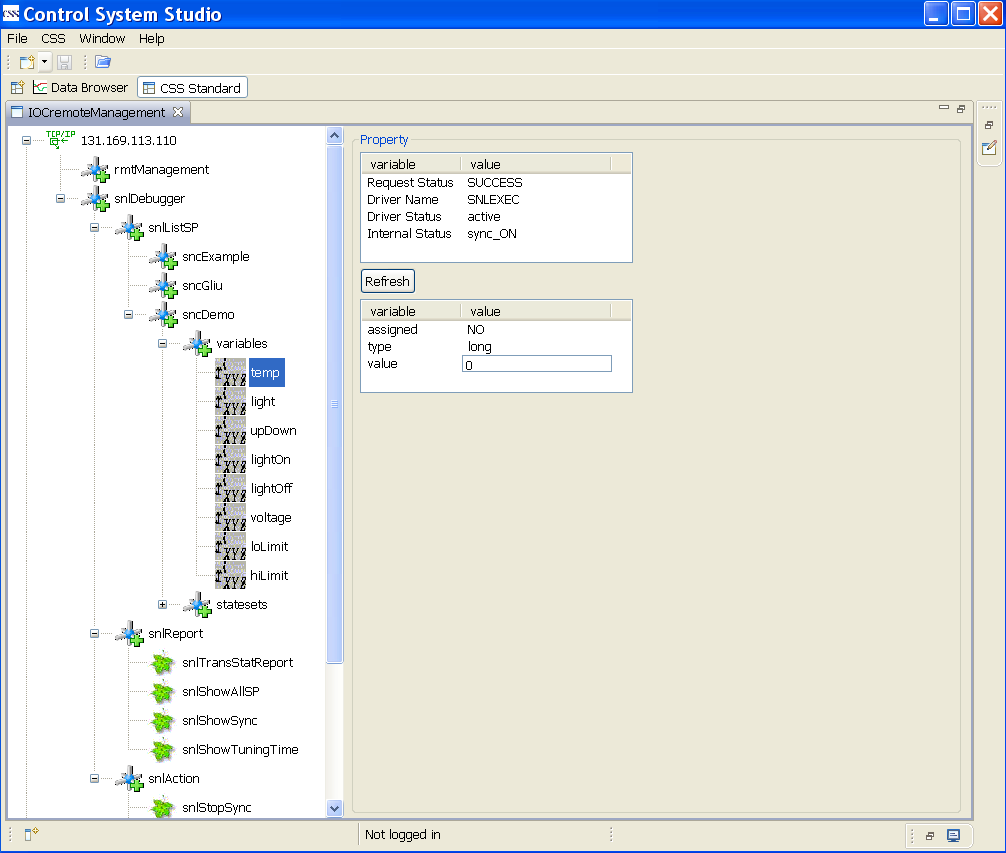 CSS Control System Studio
File CSS Window Help
Data Browser CSS Standard
IOCremoteManagement
TCP/IP 131.169.113.110
rmtManagement
snlDebugger
snlListSP
sncExample
sncGliu
sncDemo
variables
temp
light
upDown
lightOn
lightOff
voltage
loLimit
hiLimit
statesets
snlReport
snlTransStatReport
snlShowAllSP
snlShowSync
snlShowTuningTime
snlAction
snlStopSync
Property
variable value
Request Status SUCCESS
Driver Name SNLEXEC
Driver Status active
Internal Status sync_ON
Refresh
variable value
assigned NO
type long
value 0
Not logged in